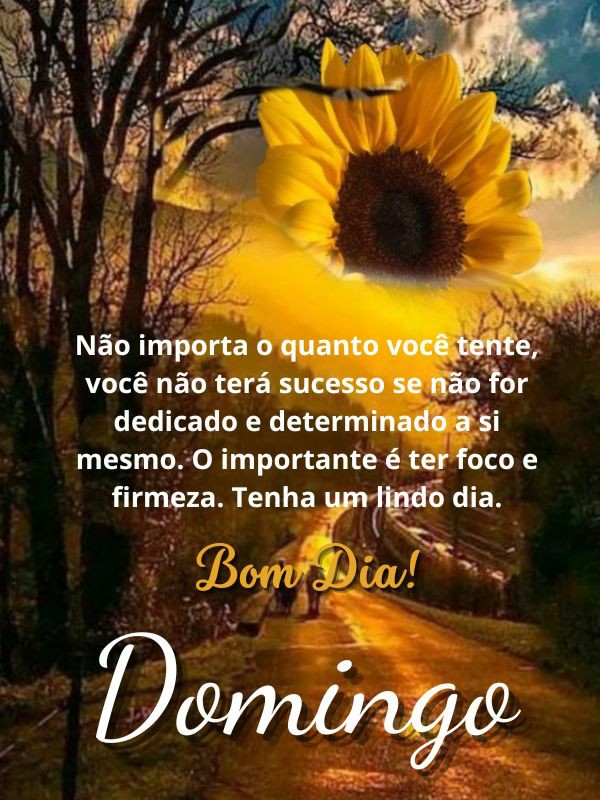 Não importa o quanto você tente,
você não terá sucesso se não for
dedicado e determinado a si
mesmo. O importante é ter foco e
firmeza. Tenha um lindo dia.
Bom Dia!
Domingo